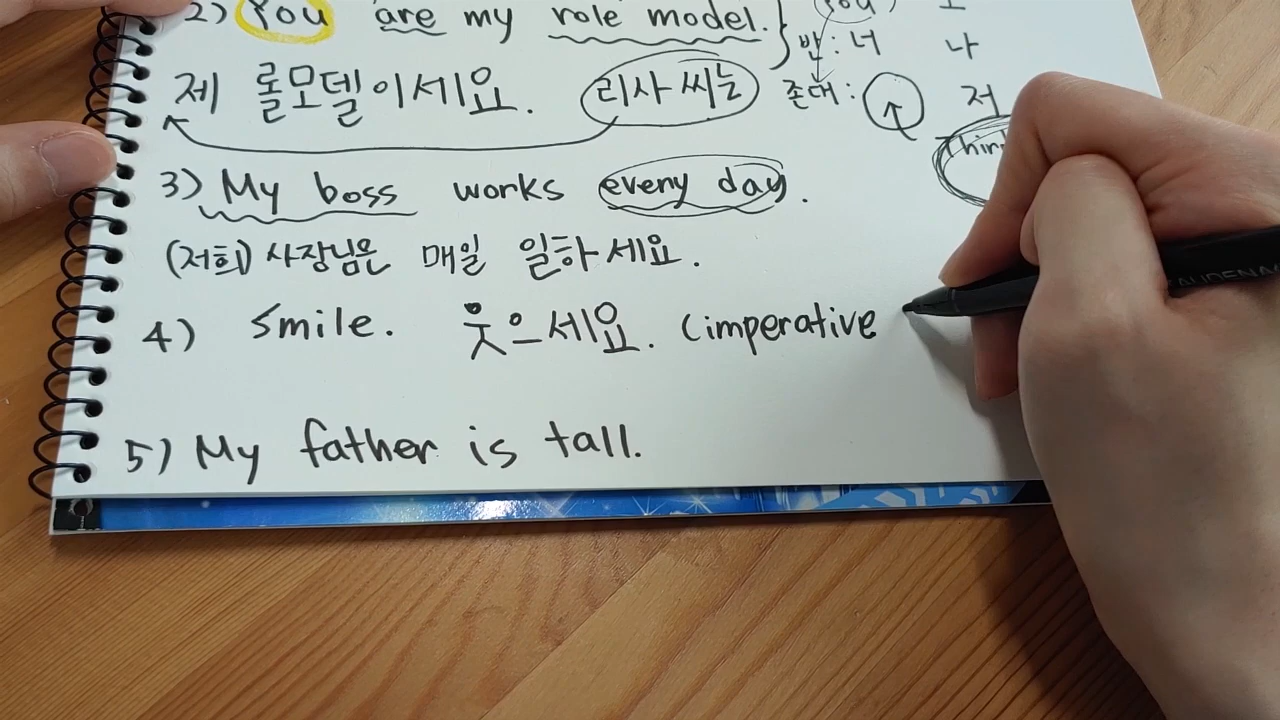 2) You are my role model.
제 롤모델이세요. 리사 씨는
반: 너 나
존대: 저
3) My boss works every day.
(저희) 사장님은 매일 일하세요.
4) Smile. 웃으세요. (imperative
5) My father is tall.